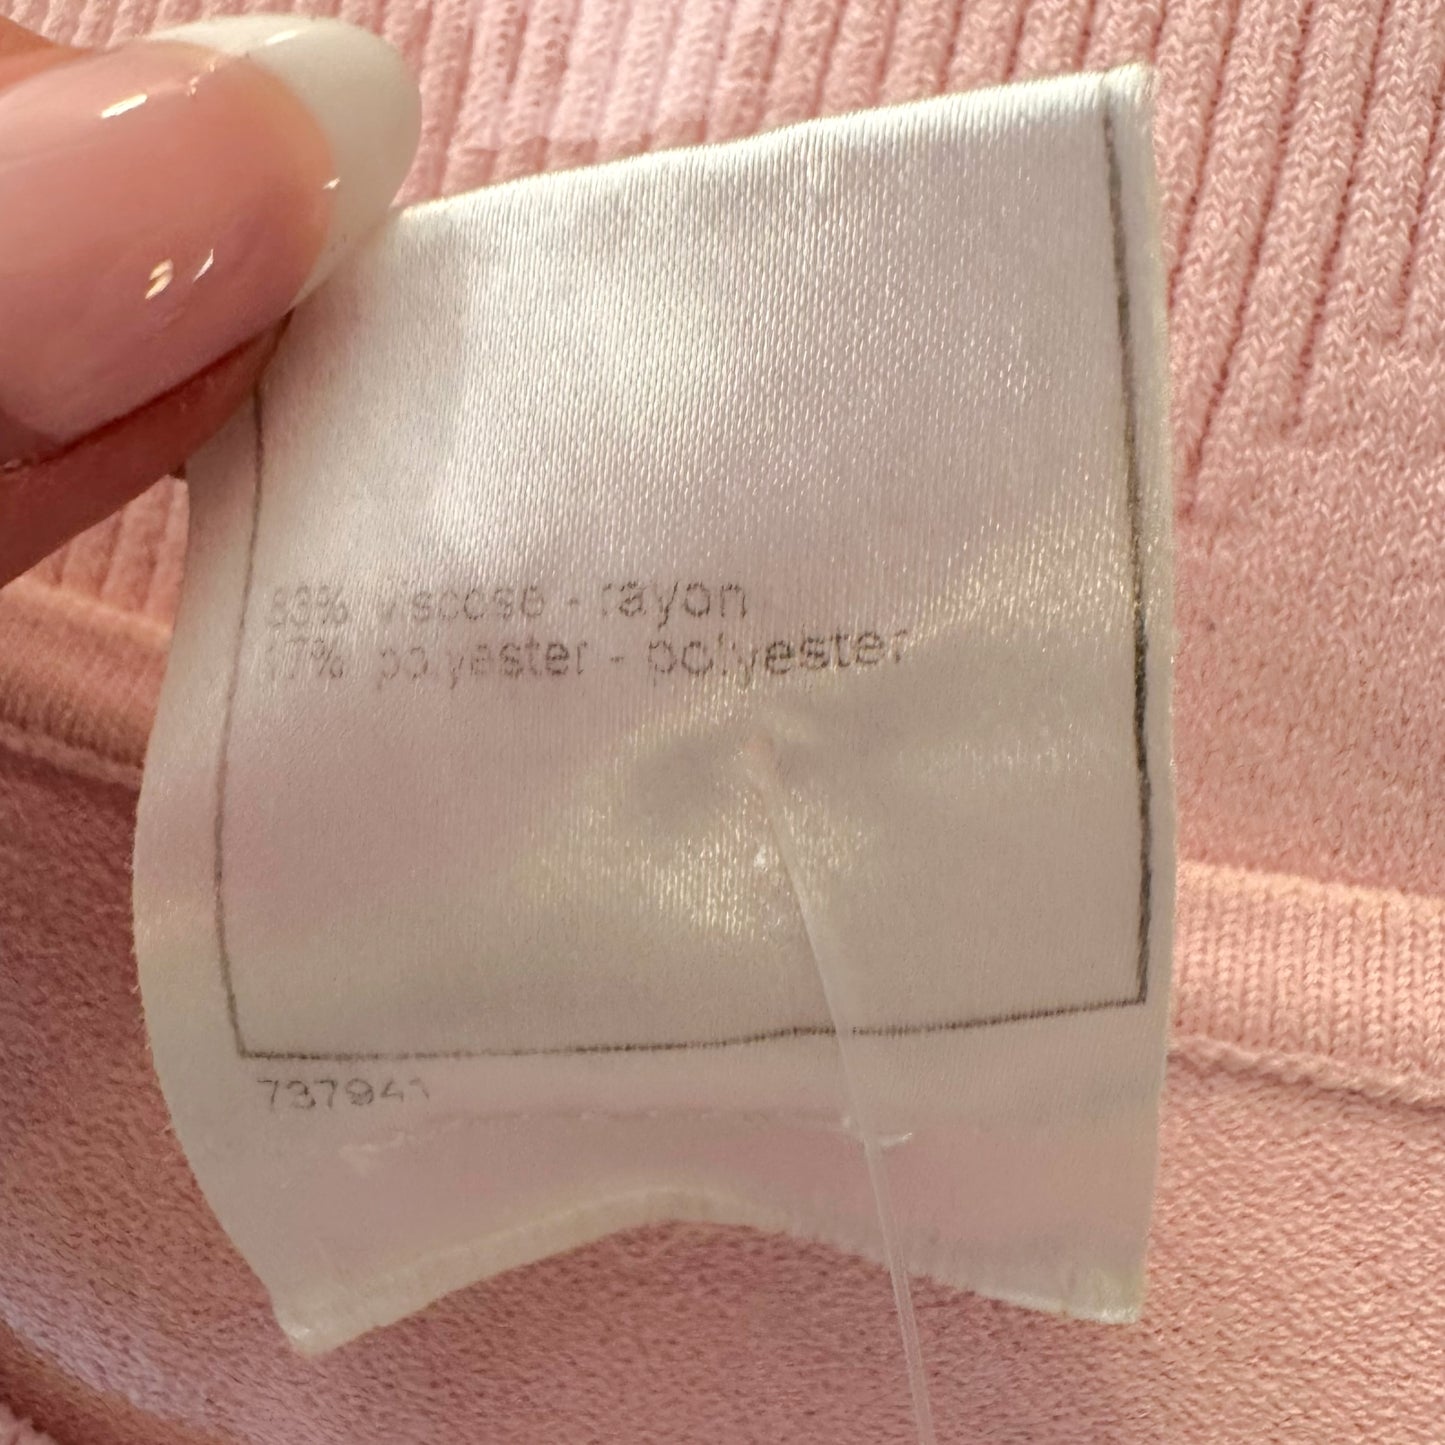 83% viscose - rayon
17% polyester - polyester
737941